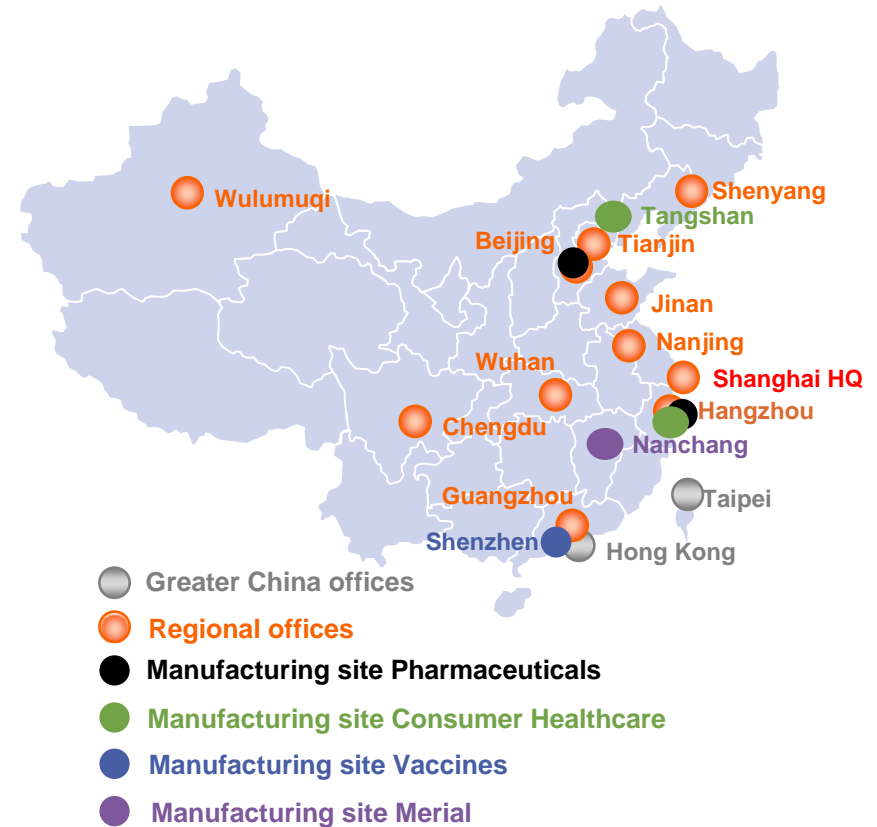 Wulumuqi
Shenyang
Tangshan
Beijing
Tianjin
Jinan
Nanjing
Wuhan
Shanghai HQ
Hangzhou
Chengdu
Nanchang
Guangzhou
Taipei
Shenzhen
Hong Kong
Greater China offices
Regional offices
Manufacturing site Pharmaceuticals
Manufacturing site Consumer Healthcare
Manufacturing site Vaccines
Manufacturing site Merial